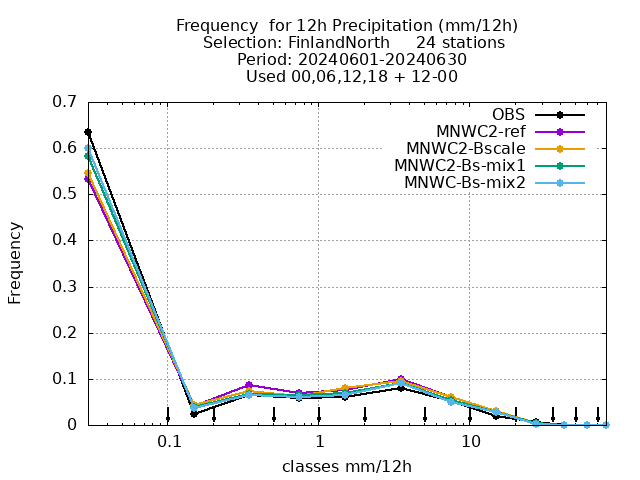 Frequency  for 12h Precipitation (mm/12h)
Selection: FinlandNorth     24 stations
Period: 20240601-20240630
Used 00,06,12,18 + 12-00
0.7
0.6
0.5
0.4
0.3
0.2
0.1
0
Frequency
OBS
MNWC2-ref
MNWC2-Bscale
MNWC2-Bs-mix1
MNWC-Bs-mix2
0.1
1
10
classes mm/12h